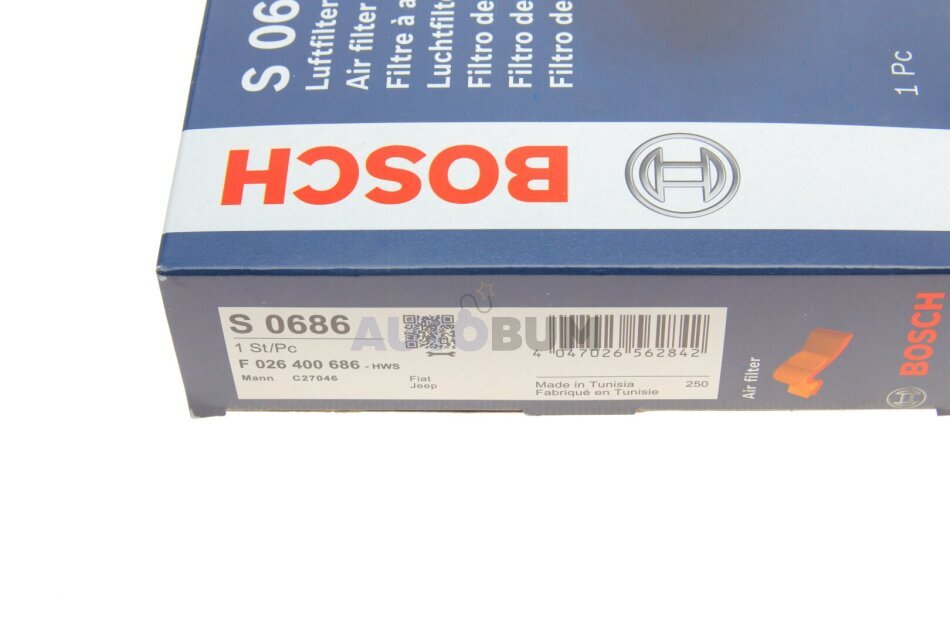 S 06
Luftfilter
Air filter
Filtre à a
Luchtfilt
Filtro de
Filtro de
Filtro de
1 Pc
BOSCH
S 0686
1 St/Pc
F 026 400 686 - HWS
Mann C27046
Fiat
Jeep
AUTOBUM
4 047026 562842
Made in Tunisia 250
Fabriqué en Tunisie
Air filter
BOSCH